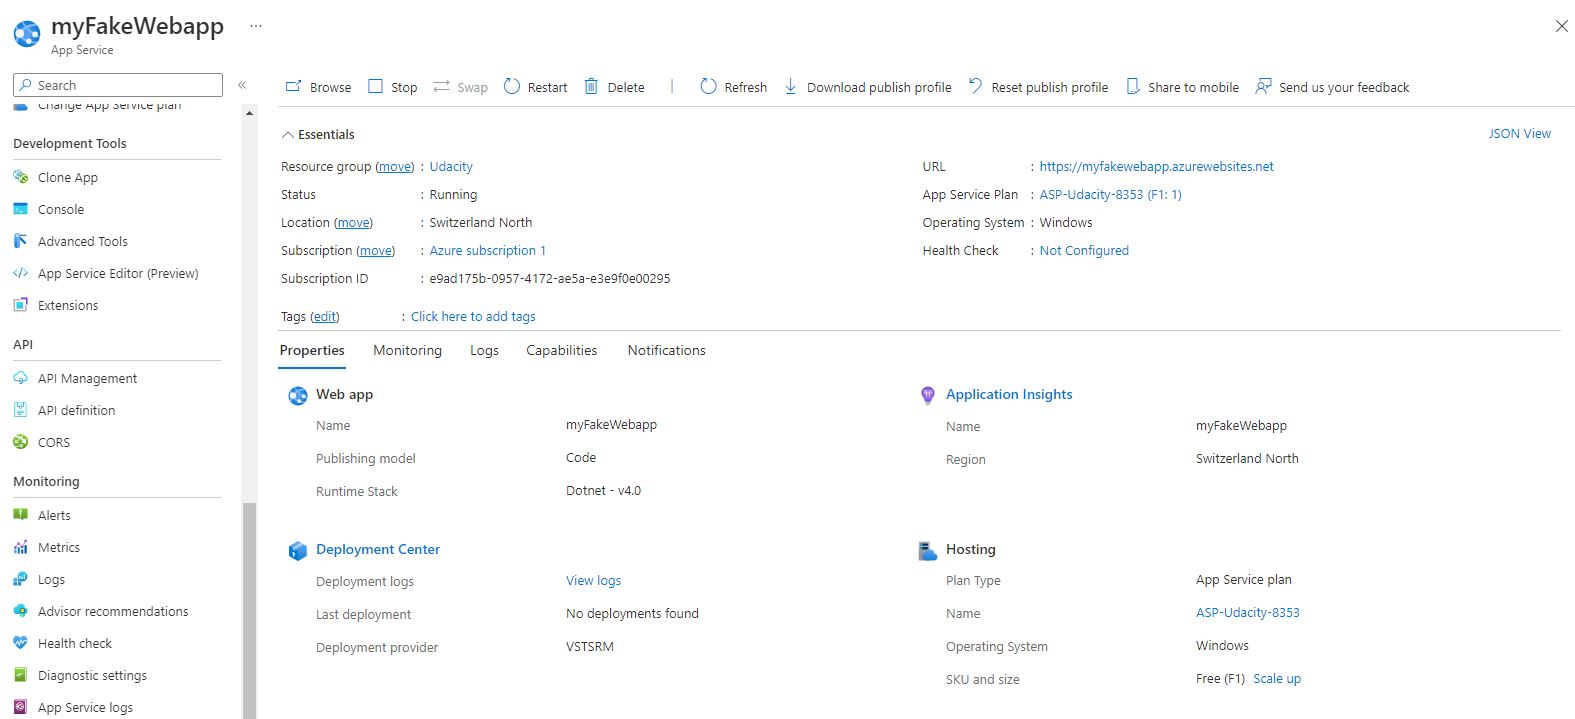 myFakeWebapp ...
App Service
Search
«
Change App Service plan
Development Tools
Clone App
Console
Advanced Tools
App Service Editor (Preview)
Extensions
API
API Management
API definition
CORS
Monitoring
Alerts
Metrics
Logs
Advisor recommendations
Health check
Diagnostic settings
App Service logs
Browse Stop Swap Restart Delete | Refresh Download publish profile Reset publish profile Share to mobile Send us your feedback
Essentials JSON View
Resource group (move) : Udacity
Status : Running
Location (move) : Switzerland North
Subscription (move) : Azure subscription 1
Subscription ID : e9ad175b-0957-4172-ae5a-e3e9f0e00295
URL : https://myfakewebapp.azurewebsites.net
App Service Plan : ASP-Udacity-8353 (F1: 1)
Operating System : Windows
Health Check : Not Configured
Tags (edit) : Click here to add tags
Properties Monitoring Logs Capabilities Notifications
Web app
Name myFakeWebapp
Publishing model Code
Runtime Stack Dotnet - v4.0
Application Insights
Name myFakeWebapp
Region Switzerland North
Deployment Center
Deployment logs View logs
Last deployment No deployments found
Deployment provider VSTSRM
Hosting
Plan Type App Service plan
Name ASP-Udacity-8353
Operating System Windows
SKU and size Free (F1) Scale up